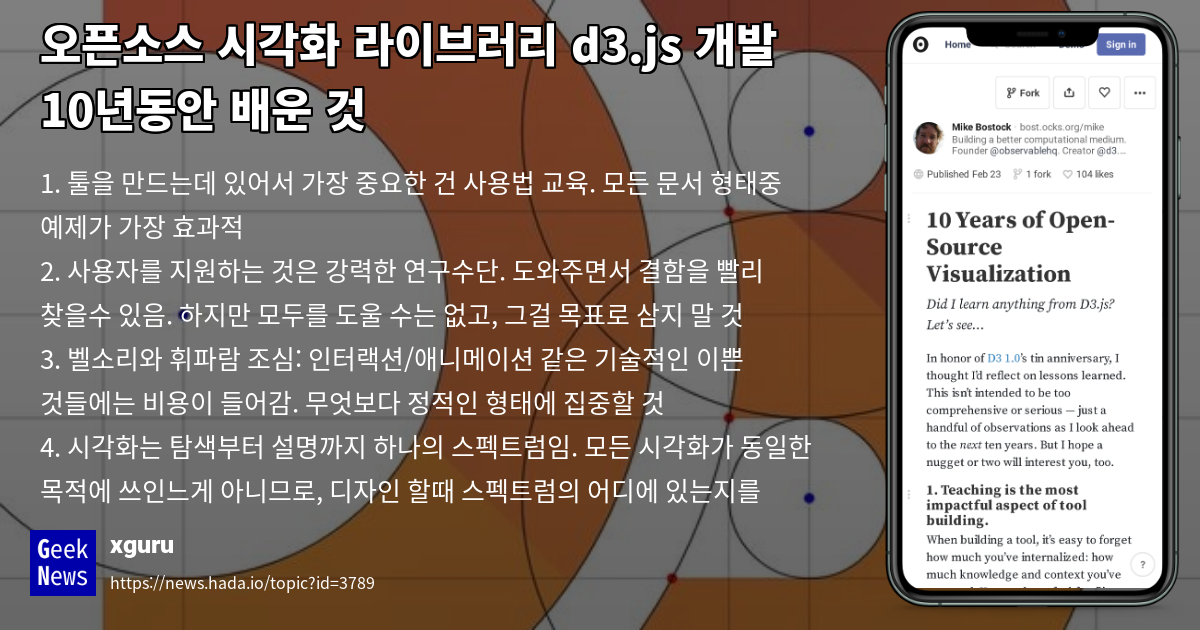 오픈소스 시각화 라이브러리 d3.js 개발
10년동안 배운 것
1. 툴을 만드는데 있어서 가장 중요한 건 사용법 교육. 모든 문서 형태중
예제가 가장 효과적
2. 사용자를 지원하는 것은 강력한 연구수단. 도와주면서 결함을 빨리
찾을수 있음. 하지만 모두를 도울 수는 없고, 그걸 목표로 삼지 말 것
3. 벨소리와 휘파람 조심: 인터랙션/애니메이션 같은 기술적인 이쁜
것들에는 비용이 들어감. 무엇보다 정적인 형태에 집중할 것
4. 시각화는 탐색부터 설명까지 하나의 스펙트럼임. 모든 시각화가 동일한
목적에 쓰인느게 아니므로, 디자인 할때 스펙트럼의 어디에 있는지를
Geek
News
xguru
https://news.hada.io/topic?id=3789
Home
Sign in
Fork
Mike Bostock · bost.ocks.org/mike
Building a better computational medium.
Founder @observablehq. Creator @d3...
Published Feb 23 1 fork 104 likes
10 Years of Open-
Source
Visualization
Did I learn anything from D3.js?
Let's see…
In honor of D3 1.0's tin anniversary, I
thought I'd reflect on lessons learned.
This isn't intended to be too
comprehensive or serious — just a
handful of observations as I look ahead
to the next ten years. But I hope a
nugget or two will interest you, too.
1. Teaching is the most
impactful aspect of tool
building.
When building a tool, it's easy to forget
how much you've internalized: how
much knowledge and context you've
?